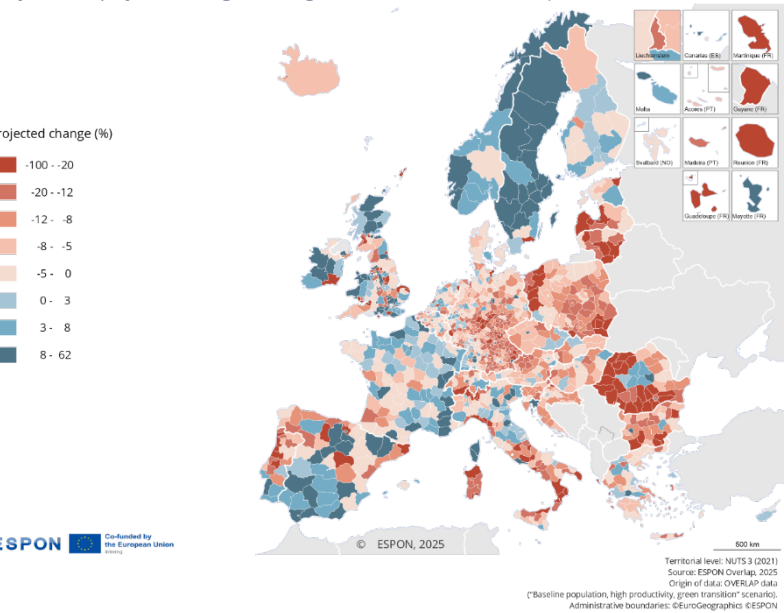 Liechtenstein
Canarias (ES)
Martinique (FR)
Malta
Açores (PT)
Guyane (FR)
Svalbard (NO)
Madeira (PT)
Réunion (FR)
Guadeloupe (FR)
Mayotte (FR)
rojected change (%)
-100 - -20
-20 - -12
-12 - -8
-8 - -5
-5 - 0
0 - 3
3 - 8
8 - 62
ESPON
Co-funded by
the European Union
Interreg
© ESPON, 2025
500 km
Territorial level: NUTS 3 (2021)
Source: ESPON Overlap, 2025
Origin of data: OVERLAP data
("Baseline population, high productivity, green transition" scenario),
Administrative boundaries: ©EuroGeographics ©ESPON